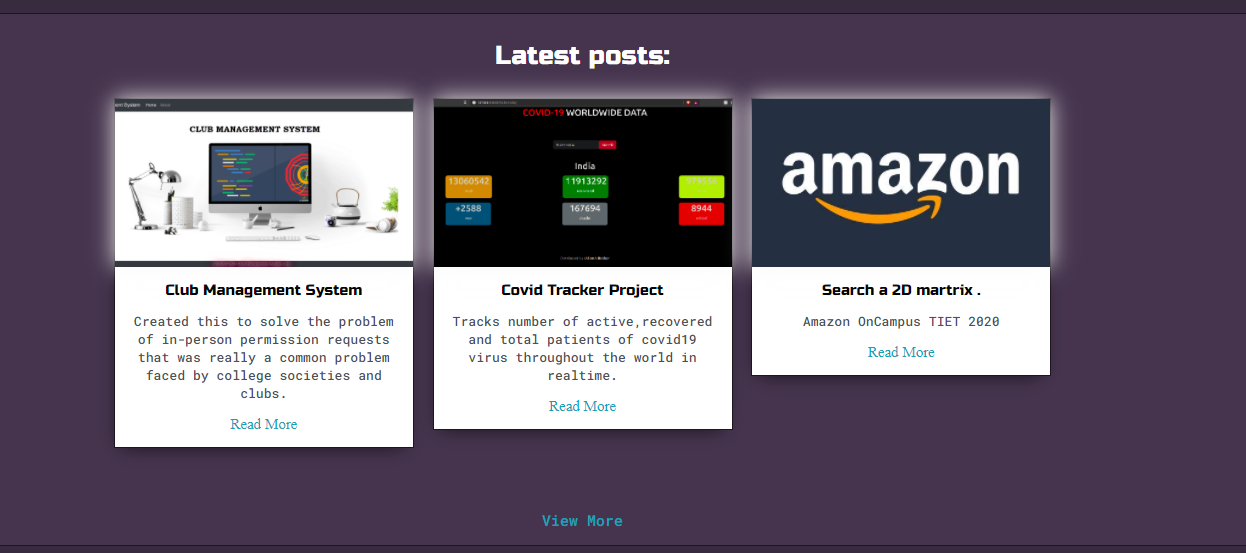 Latest posts:
Home
CLUB MANAGEMENT SYSTEM
COVID-19 WORLDWIDE DATA
India
13060542
11913292
+2588
167694
8944
amazon
Club Management System
Created this to solve the problem
of in-person permission requests
that was really a common problem
faced by college societies and
clubs.
Read More
Covid Tracker Project
Tracks number of active,recovered
and total patients of covid19
virus throughout the world in
realtime.
Read More
Search a 2D martrix .
Amazon OnCampus TIET 2020
Read More
View More